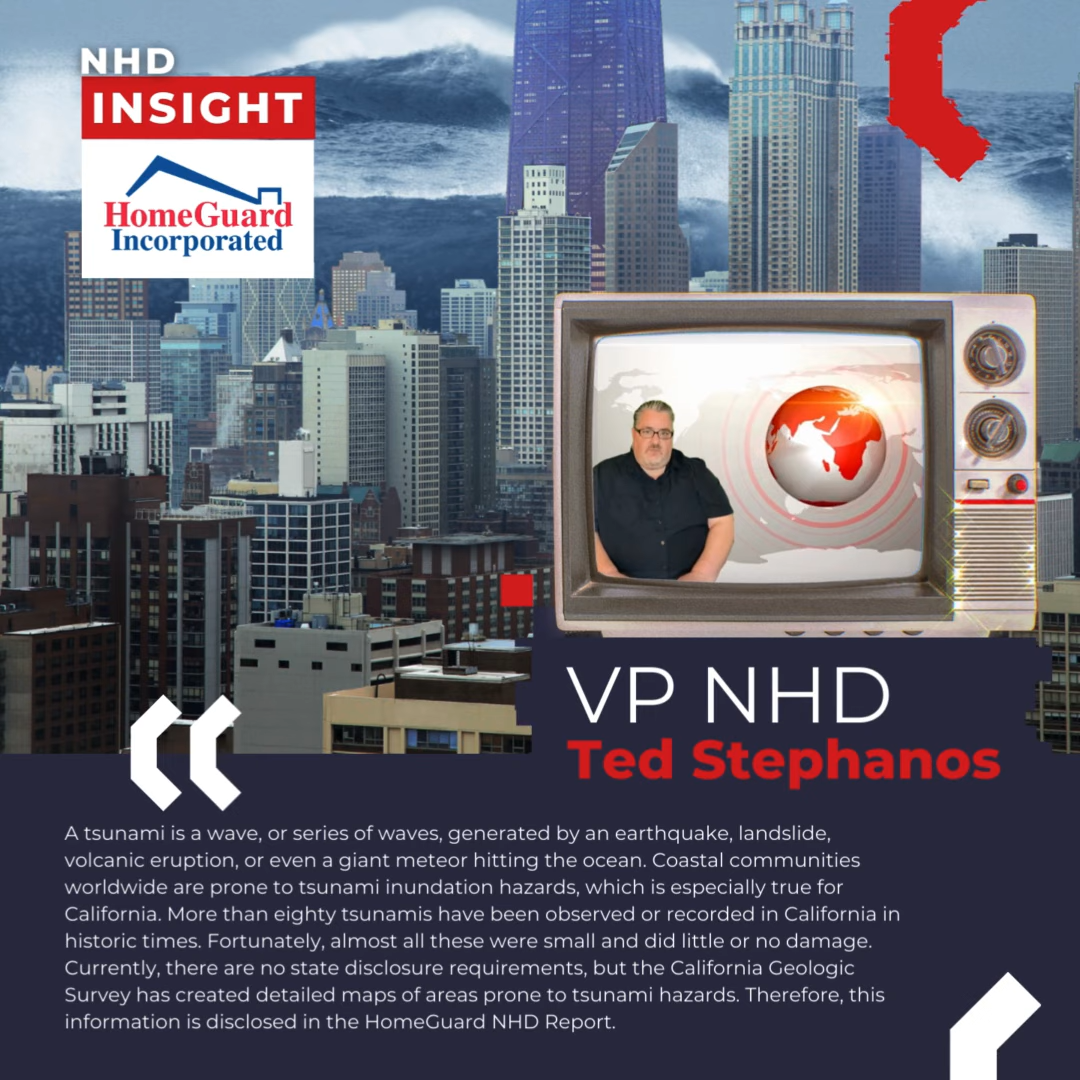 NHD
INSIGHT
HomeGuard
Incorporated
VP NHD
Ted Stephanos
A tsunami is a wave, or series of waves, generated by an earthquake, landslide,
volcanic eruption, or even a giant meteor hitting the ocean. Coastal communities
worldwide are prone to tsunami inundation hazards, which is especially true for
California. More than eighty tsunamis have been observed or recorded in California in
historic times. Fortunately, almost all these were small and did little or no damage.
Currently, there are no state disclosure requirements, but the California Geologic
Survey has created detailed maps of areas prone to tsunami hazards. Therefore, this
information is disclosed in the HomeGuard NHD Report.